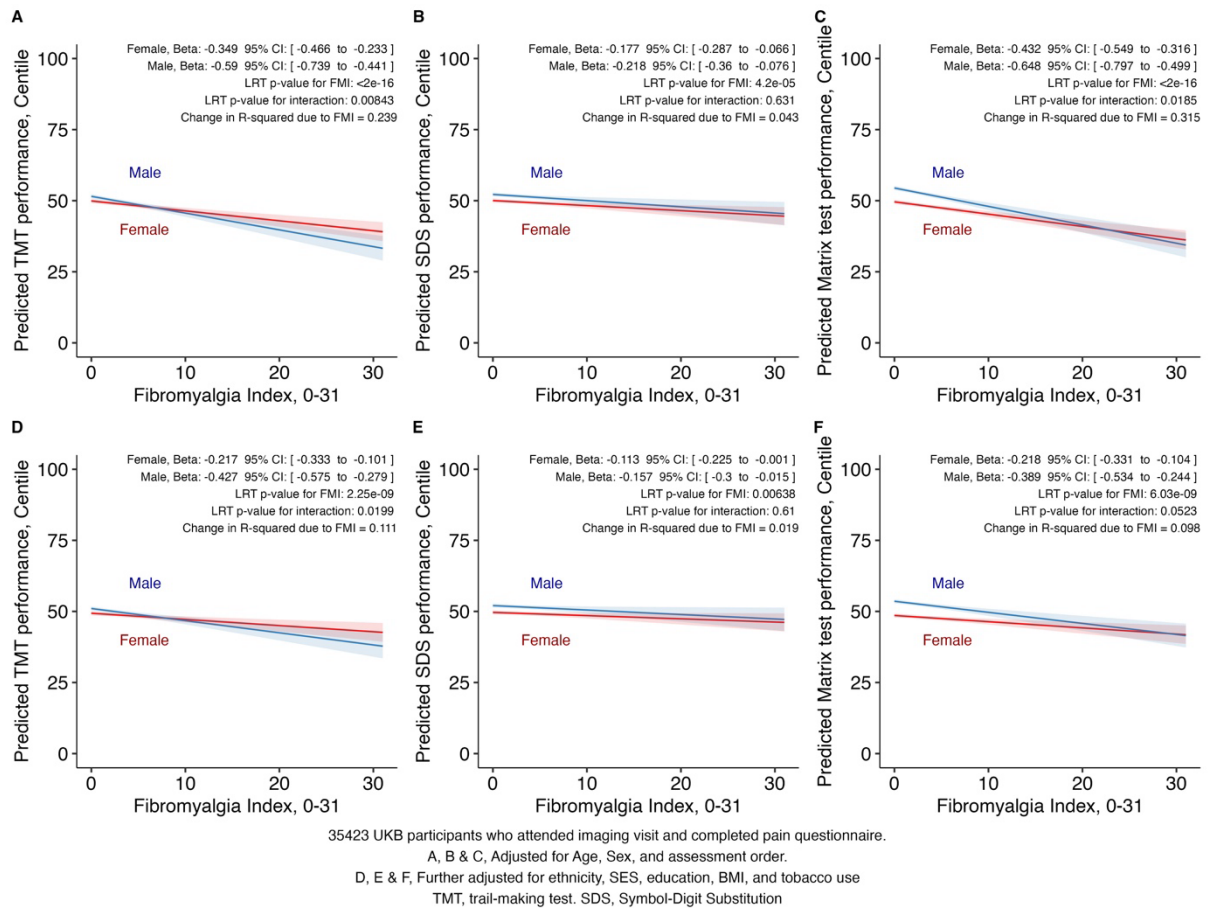 A
Female, Beta: -0.349 95% CI: [ -0.466 to -0.233 ]
Male, Beta: -0.59 95% CI: [ -0.739 to -0.441 ]
LRT p-value for FMI: <2e-16
LRT p-value for interaction: 0.00843
Change in R-squared due to FMI = 0.239
Predicted TMT performance, Centile
100
75
50
25
0
Male
Female
0 10 20 30
Fibromyalgia Index, 0-31
B
Female, Beta: -0.177 95% CI: [ -0.287 to -0.066 ]
Male, Beta: -0.218 95% CI: [ -0.36 to -0.076 ]
LRT p-value for FMI: 4.2e-05
LRT p-value for interaction: 0.631
Change in R-squared due to FMI = 0.043
Predicted SDS performance, Centile
100
75
50
25
0
Male
Female
0 10 20 30
Fibromyalgia Index, 0-31
C
Female, Beta: -0.432 95% CI: [ -0.549 to -0.316 ]
Male, Beta: -0.648 95% CI: [ -0.797 to -0.499 ]
LRT p-value for FMI: <2e-16
LRT p-value for interaction: 0.0185
Change in R-squared due to FMI = 0.315
Predicted Matrix test performance, Centile
100
75
50
25
0
Male
Female
0 10 20 30
Fibromyalgia Index, 0-31
D
Female, Beta: -0.217 95% CI: [ -0.333 to -0.101 ]
Male, Beta: -0.427 95% CI: [ -0.575 to -0.279 ]
LRT p-value for FMI: 2.25e-09
LRT p-value for interaction: 0.0199
Change in R-squared due to FMI = 0.111
Predicted TMT performance, Centile
100
75
50
25
0
Male
Female
0 10 20 30
Fibromyalgia Index, 0-31
E
Female, Beta: -0.113 95% CI: [ -0.225 to -0.001 ]
Male, Beta: -0.157 95% CI: [ -0.3 to -0.015 ]
LRT p-value for FMI: 0.00638
LRT p-value for interaction: 0.61
Change in R-squared due to FMI = 0.019
Predicted SDS performance, Centile
100
75
50
25
0
Male
Female
0 10 20 30
Fibromyalgia Index, 0-31
F
Female, Beta: -0.218 95% CI: [ -0.331 to -0.104 ]
Male, Beta: -0.389 95% CI: [ -0.534 to -0.244 ]
LRT p-value for FMI: 6.03e-09
LRT p-value for interaction: 0.0523
Change in R-squared due to FMI = 0.098
Predicted Matrix test performance, Centile
100
75
50
25
0
Male
Female
0 10 20 30
Fibromyalgia Index, 0-31
35423 UKB participants who attended imaging visit and completed pain questionnaire.
A, B & C, Adjusted for Age, Sex, and assessment order.
D, E & F, Further adjusted for ethnicity, SES, education, BMI, and tobacco use
TMT, trail-making test. SDS, Symbol-Digit Substitution